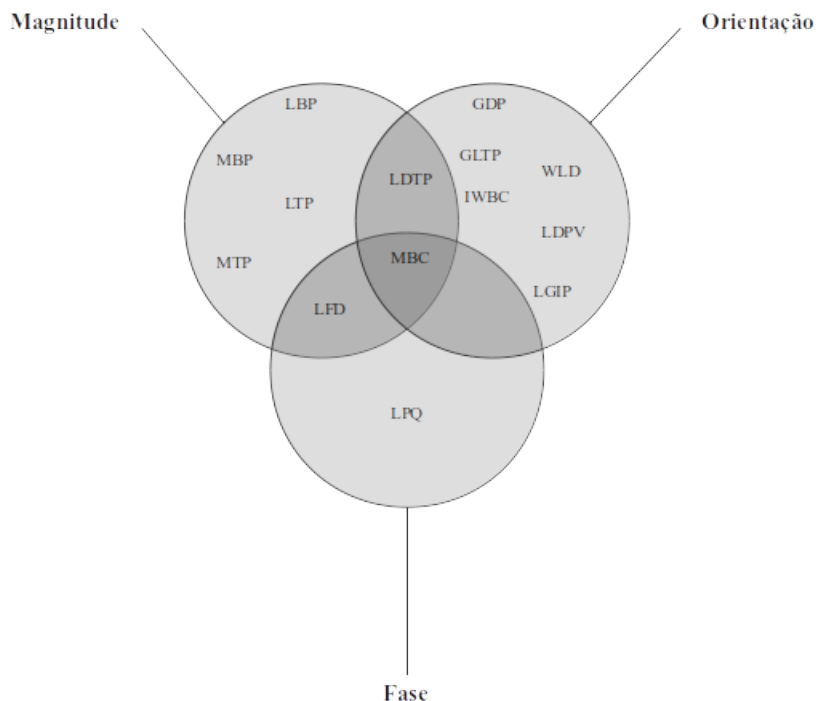 Magnitude
Orientação
LBP
GDP
MBP
GLTP
WLD
LDTP
IWBC
LTP
LDPV
MTP
MBC
LGIP
LFD
LPQ
Fase